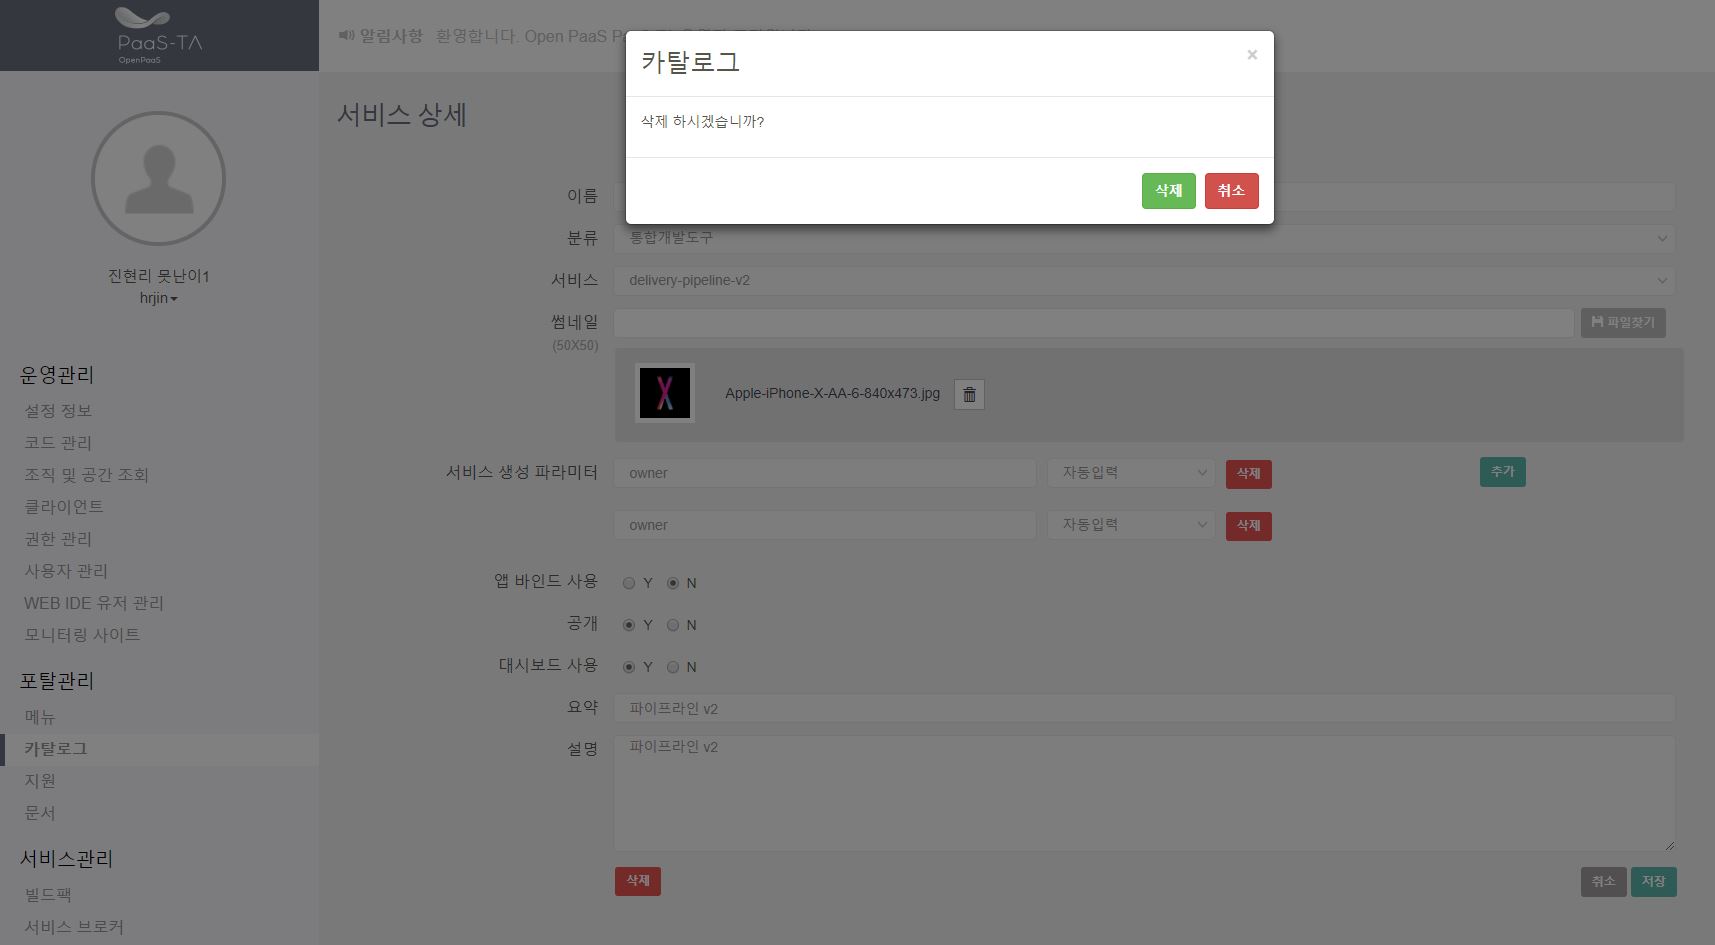 PaaS-TA
OpenPaaS
알림사항 환영합니다. Open PaaS
카탈로그
×
삭제 하시겠습니까?
삭제 취소
진현리 못난이1
hrjin
운영관리
설정 정보
코드 관리
조직 및 공간 조회
클라이언트
권한 관리
사용자 관리
WEB IDE 유저 관리
모니터링 사이트
포탈관리
메뉴
카탈로그
지원
문서
서비스관리
빌드팩
서비스 브로커
서비스 상세
이름
분류 통합개발도구
서비스 delivery-pipeline-v2
썸네일 파일찾기
(50X50)
Apple-iPhone-X-AA-6-840x473.jpg
서비스 생성 파라미터 owner 자동입력 삭제 추가
owner 자동입력 삭제
앱 바인드 사용 Y N
공개 Y N
대시보드 사용 Y N
요약 파이프라인 v2
설명 파이프라인 v2
삭제 취소 저장